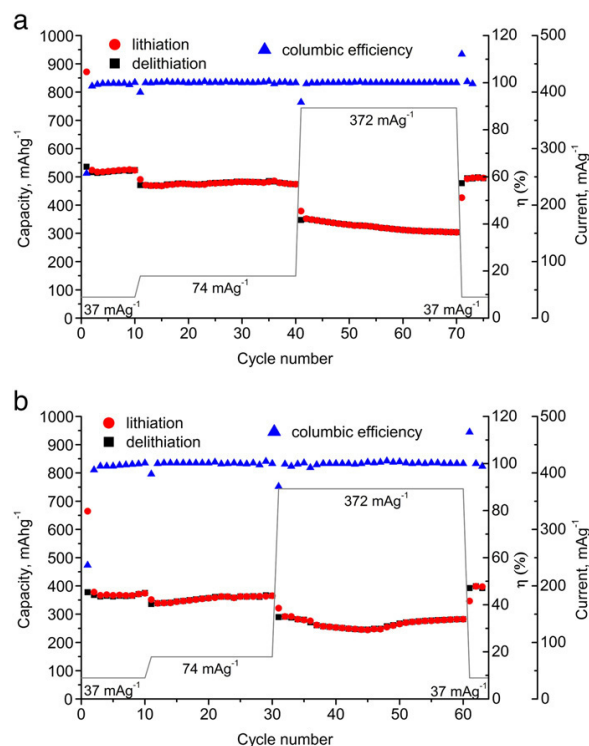 a
lithiation
delithiation
columbic efficiency
1000
900
800
700
600
500
400
300
200
100
0
Capacity, mAhg-1
120
100
80
60
40
20
0
η (%)
500
400
300
200
100
0
Current, mAg-1
372 mAg-1
74 mAg-1
37 mAg-1
37 mAg-1
0 10 20 30 40 50 60 70
Cycle number
b
lithiation
delithiation
columbic efficiency
1000
900
800
700
600
500
400
300
200
100
0
Capacity, mAhg-1
120
100
80
60
40
20
0
η (%)
500
400
300
200
100
0
Current, mAg-1
372 mAg-1
74 mAg-1
37 mAg-1
37 mAg-1
0 10 20 30 40 50 60
Cycle number